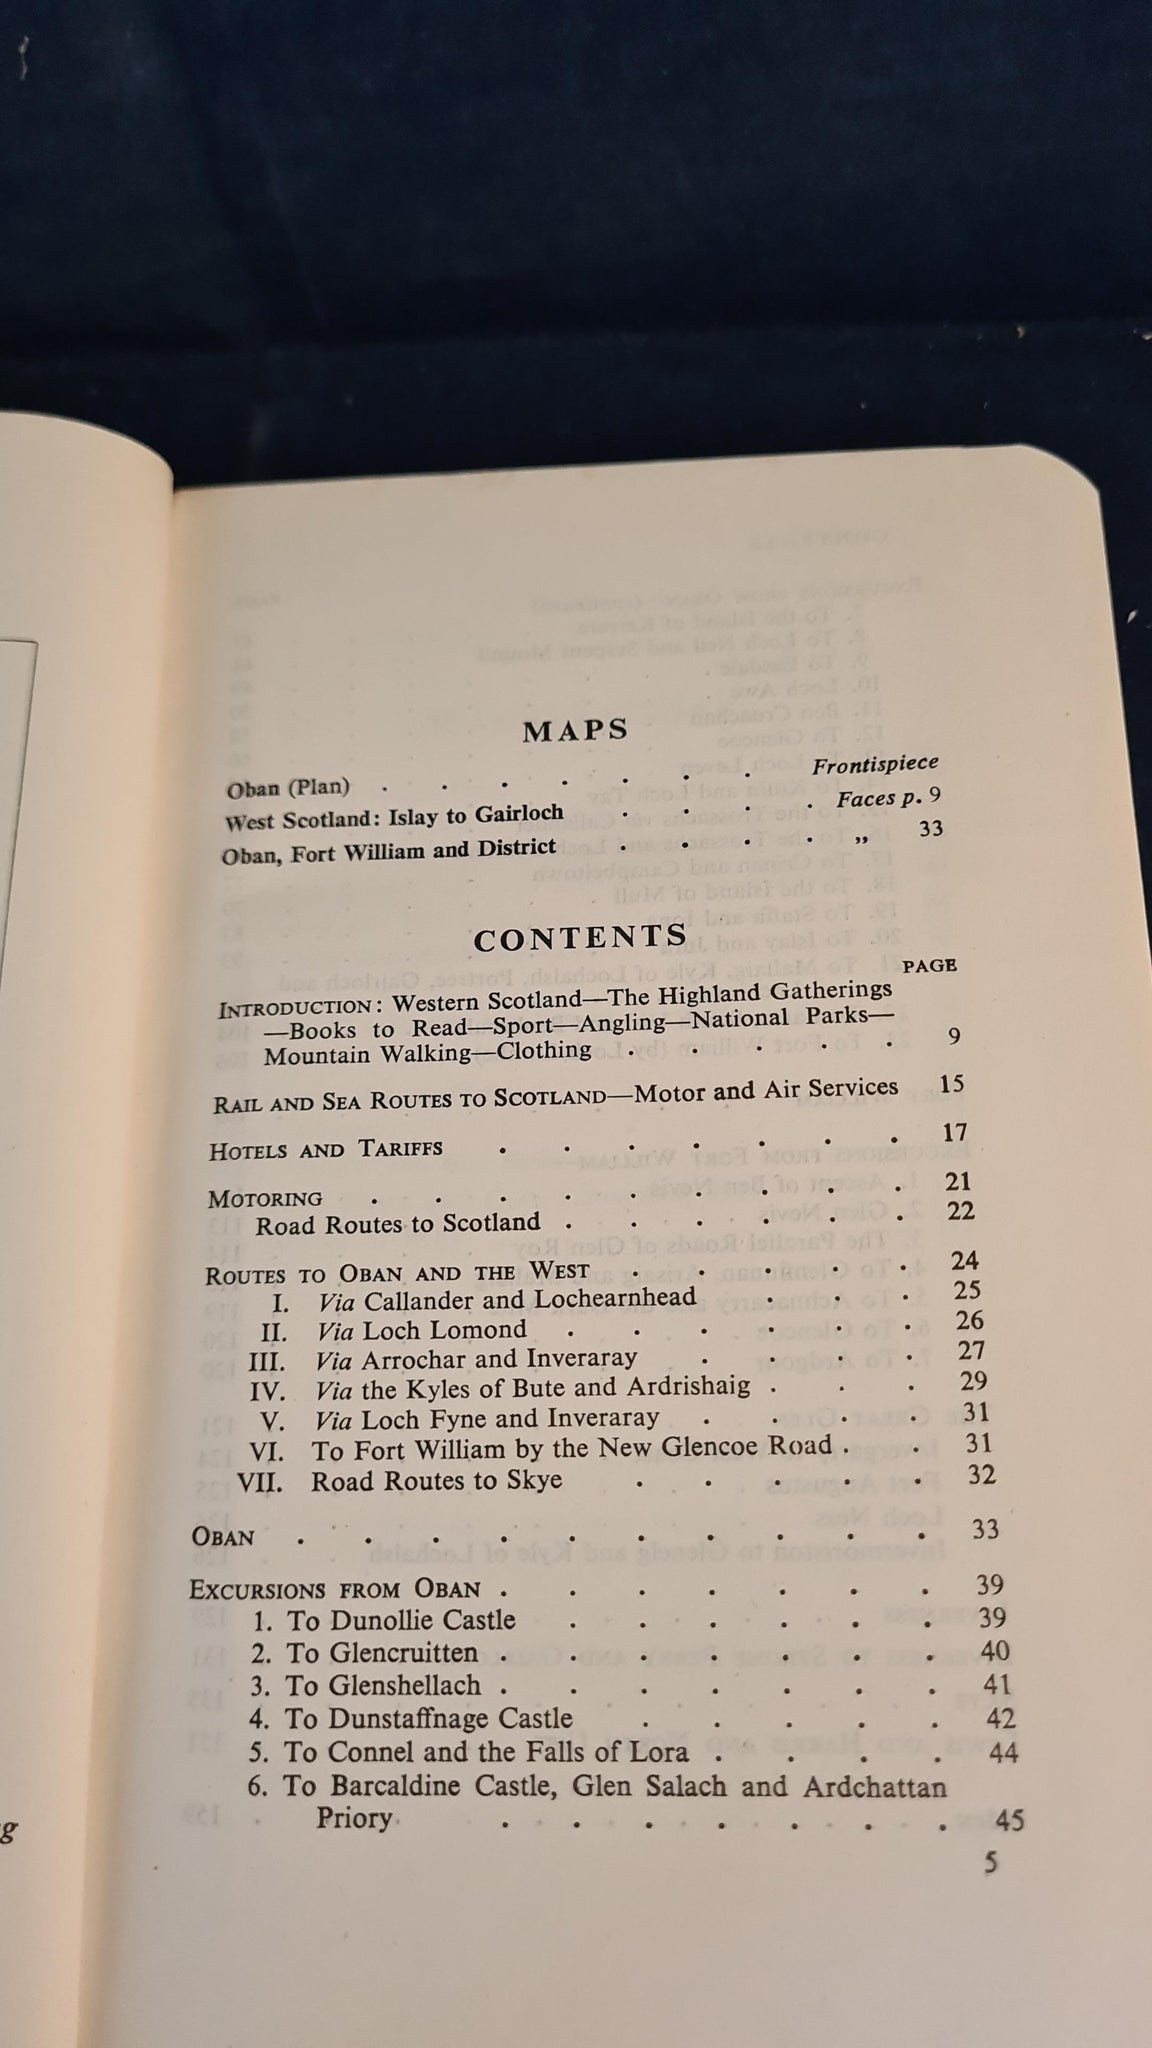 MAPS
Oban (Plan) . . . . . . . Frontispiece
West Scotland: Islay to Gairloch . . . . Faces p. 9
Oban, Fort William and District . . . . „ 33
CONTENTS
PAGE
INTRODUCTION: Western Scotland—The Highland Gatherings
—Books to Read—Sport—Angling—National Parks—
Mountain Walking—Clothing . . . . . 9
RAIL AND SEA ROUTES TO SCOTLAND—Motor and Air Services 15
HOTELS AND TARIFFS . . . . . . . 17
MOTORING . . . . . . . . . 21
Road Routes to Scotland . . . . . . 22
ROUTES TO OBAN AND THE WEST . . . . . 24
I. Via Callander and Lochearnhead . . . 25
II. Via Loch Lomond . . . . . . 26
III. Via Arrochar and Inveraray . . . . 27
IV. Via the Kyles of Bute and Ardrishaig . . . 29
V. Via Loch Fyne and Inveraray . . . . 31
VI. To Fort William by the New Glencoe Road . . 31
VII. Road Routes to Skye . . . . . 32
OBAN . . . . . . . . . . 33
EXCURSIONS FROM OBAN . . . . . . . 39
1. To Dunollie Castle . . . . . . 39
2. To Glencruitten . . . . . . . 40
3. To Glenshellach . . . . . . . 41
4. To Dunstaffnage Castle . . . . . 42
5. To Connel and the Falls of Lora . . . . 44
6. To Barcaldine Castle, Glen Salach and Ardchattan
Priory . . . . . . . 45
5
g